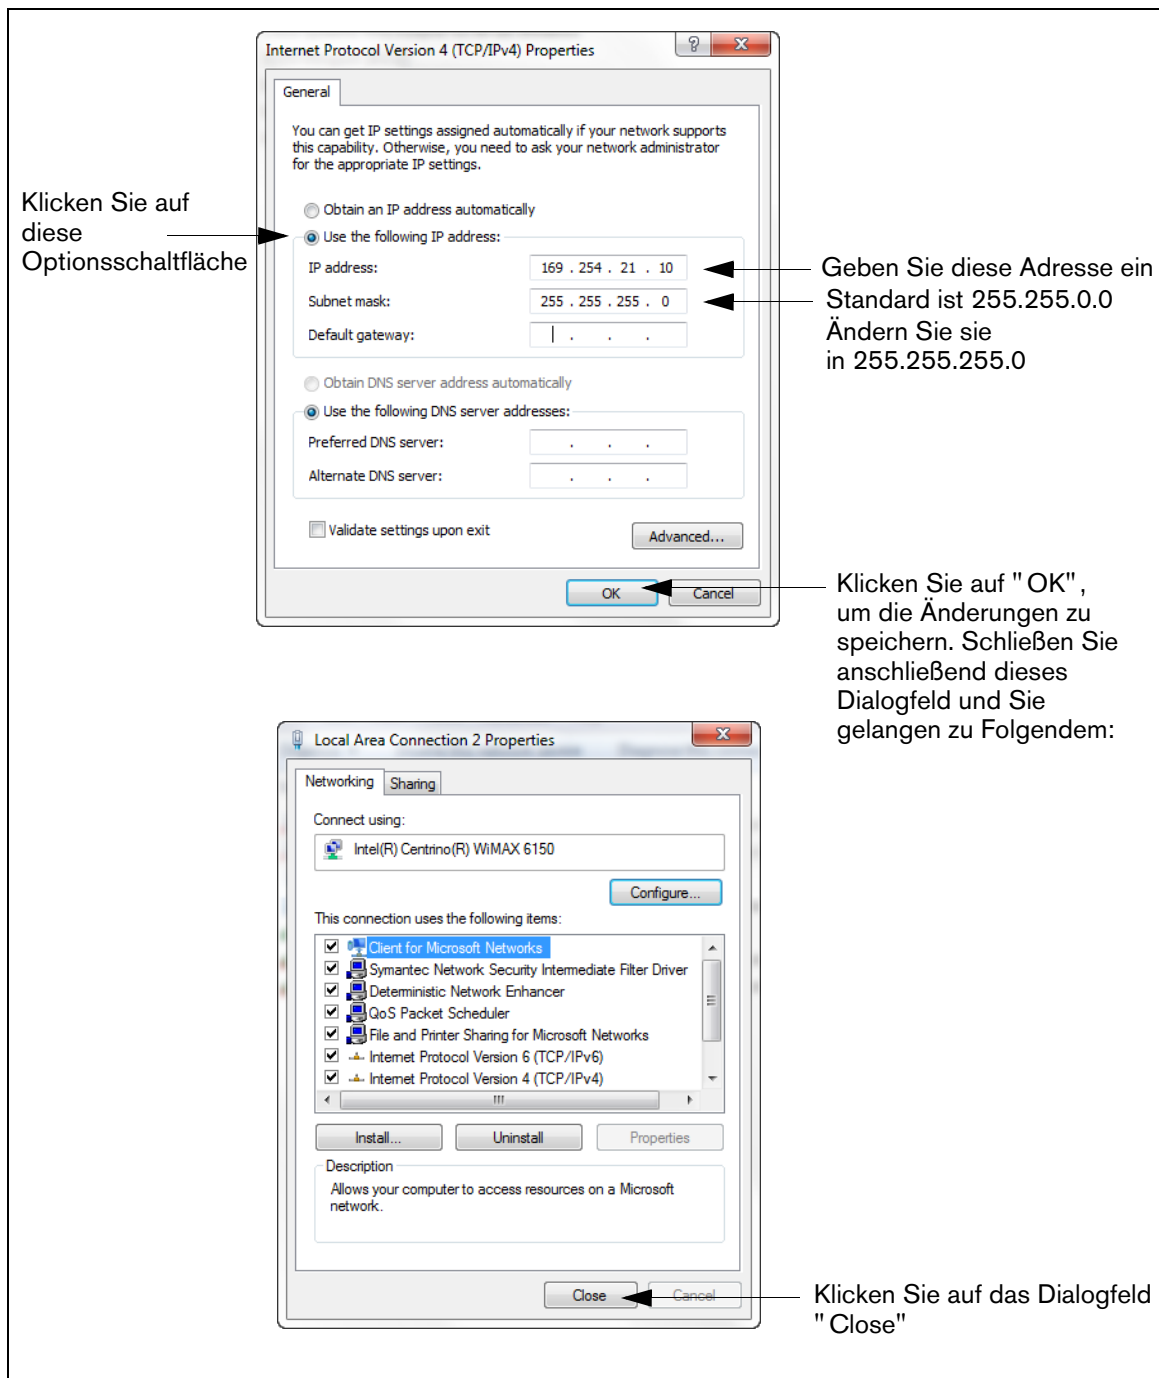 Internet Protocol Version 4 (TCP/IPv4) Properties
General
You can get IP settings assigned automatically if your network supports
this capability. Otherwise, you need to ask your network administrator
for the appropriate IP settings.
Klicken Sie auf
diese
Optionsschaltfläche
Obtain an IP address automatically
Use the following IP address:
IP address: 169 . 254 . 21 . 10
Geben Sie diese Adresse ein
Subnet mask: 255 . 255 . 255 . 0
Standard ist 255.255.0.0
Ändern Sie sie
in 255.255.255.0
Default gateway: . . .
Obtain DNS server address automatically
Use the following DNS server addresses:
Preferred DNS server: . . .
Alternate DNS server: . . .
Validate settings upon exit
Advanced...
OK
Cancel
Klicken Sie auf "OK",
um die Änderungen zu
speichern. Schließen Sie
anschließend dieses
Dialogfeld und Sie
gelangen zu Folgendem:
Local Area Connection 2 Properties
Networking Sharing
Connect using:
Intel(R) Centrino(R) WiMAX 6150
Configure...
This connection uses the following items:
Client for Microsoft Networks
Symantec Network Security Intermediate Filter Driver
Deterministic Network Enhancer
QoS Packet Scheduler
File and Printer Sharing for Microsoft Networks
Internet Protocol Version 6 (TCP/IPv6)
Internet Protocol Version 4 (TCP/IPv4)
Install... Uninstall Properties
Description
Allows your computer to access resources on a Microsoft
network.
Close
Cancel
Klicken Sie auf das Dialogfeld
"Close"